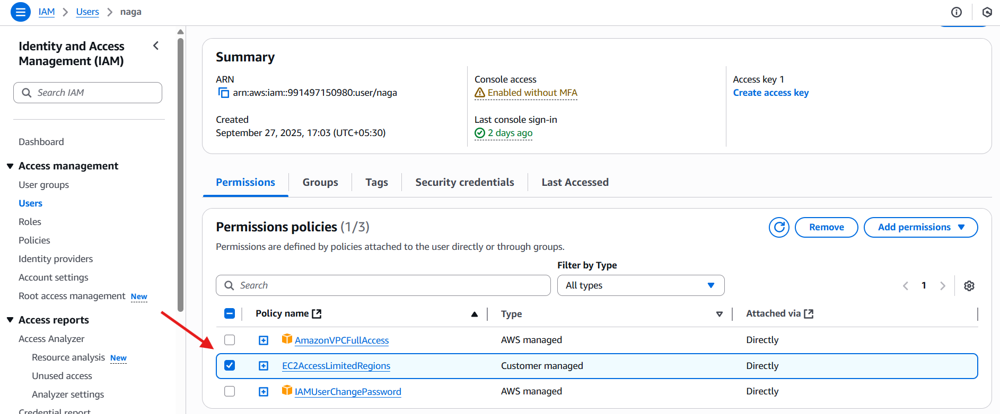 IAM > Users > naga
Identity and Access
Management (IAM)
Search IAM
Dashboard
Access management
User groups
Users
Roles
Policies
Identity providers
Account settings
Root access management New
Access reports
Access Analyzer
Resource analysis New
Unused access
Analyzer settings
Credential report
Summary
ARN
arn:aws:iam::991497150980:user/naga
Created
September 27, 2025, 17:03 (UTC+05:30)
Console access
Enabled without MFA
Last console sign-in
2 days ago
Access key 1
Create access key
Permissions Groups Tags Security credentials Last Accessed
Permissions policies (1/3)
Remove Add permissions
Permissions are defined by policies attached to the user directly or through groups.
Filter by Type
Search All types 1
Policy name Type Attached via
AmazonVPCFullAccess AWS managed Directly
EC2AccessLimitedRegions Customer managed Directly
IAMUserChangePassword AWS managed Directly